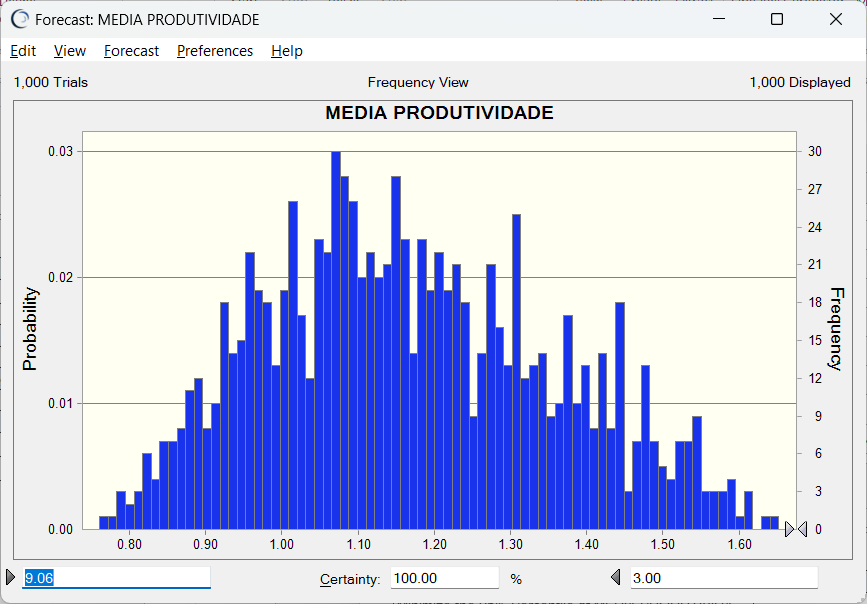 Forecast: MEDIA PRODUTIVIDADE
Edit View Forecast Preferences Help
1,000 Trials Frequency View 1,000 Displayed
MEDIA PRODUTIVIDADE
0.03 30
27
24
0.02 21
18
Probability Frequency
15
12
0.01 9
6
3
0.00 0
0.80 0.90 1.00 1.10 1.20 1.30 1.40 1.50 1.60
9.06 Certainty: 100.00 % 3.00